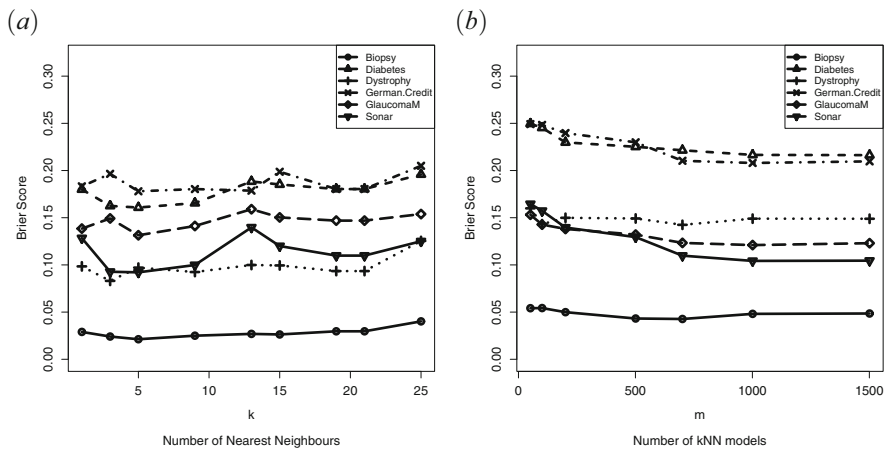 (a)
Biopsy
Diabetes
Dystrophy
German.Credit
GlaucomaM
Sonar
0.30
0.25
0.20
0.15
0.10
0.05
0.00
Brier Score
5
10
15
20
25
k
Number of Nearest Neighbours
(b)
Biopsy
Diabetes
Dystrophy
German.Credit
GlaucomaM
Sonar
0.30
0.25
0.20
0.15
0.10
0.05
0.00
Brier Score
0
500
1000
1500
m
Number of kNN models